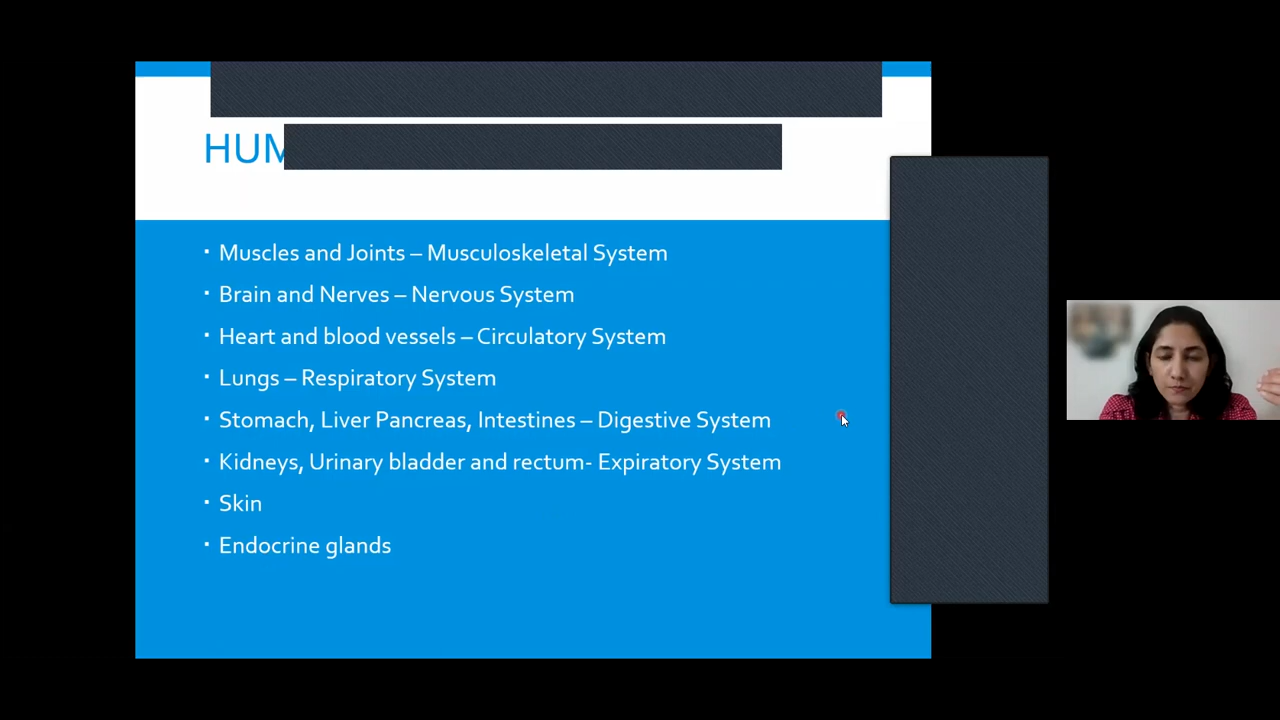 HUM
Muscles and Joints – Musculoskeletal System
Brain and Nerves – Nervous System
Heart and blood vessels – Circulatory System
Lungs – Respiratory System
Stomach, Liver Pancreas, Intestines – Digestive System
Kidneys, Urinary bladder and rectum- Expiratory System
Skin
Endocrine glands